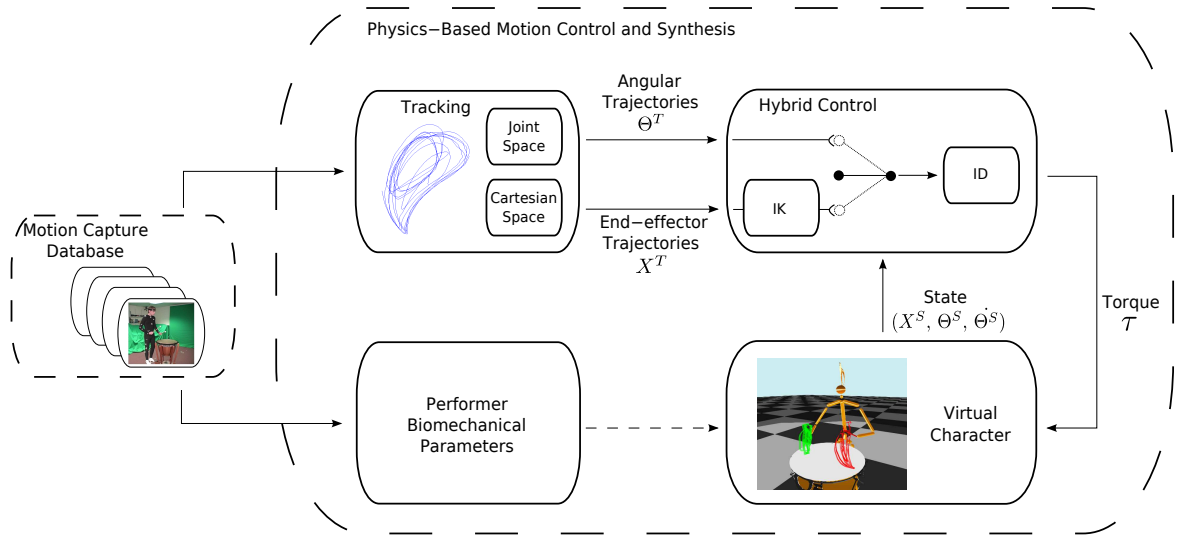 Physics−Based Motion Control and Synthesis
Motion Capture
Database
Tracking
Joint
Space
Cartesian
Space
Angular
Trajectories
Θ^T
End−effector
Trajectories
X^T
Hybrid Control
IK
ID
State
(X^S, Θ^S, Θ̇^S)
Torque
τ
Performer
Biomechanical
Parameters
Virtual
Character